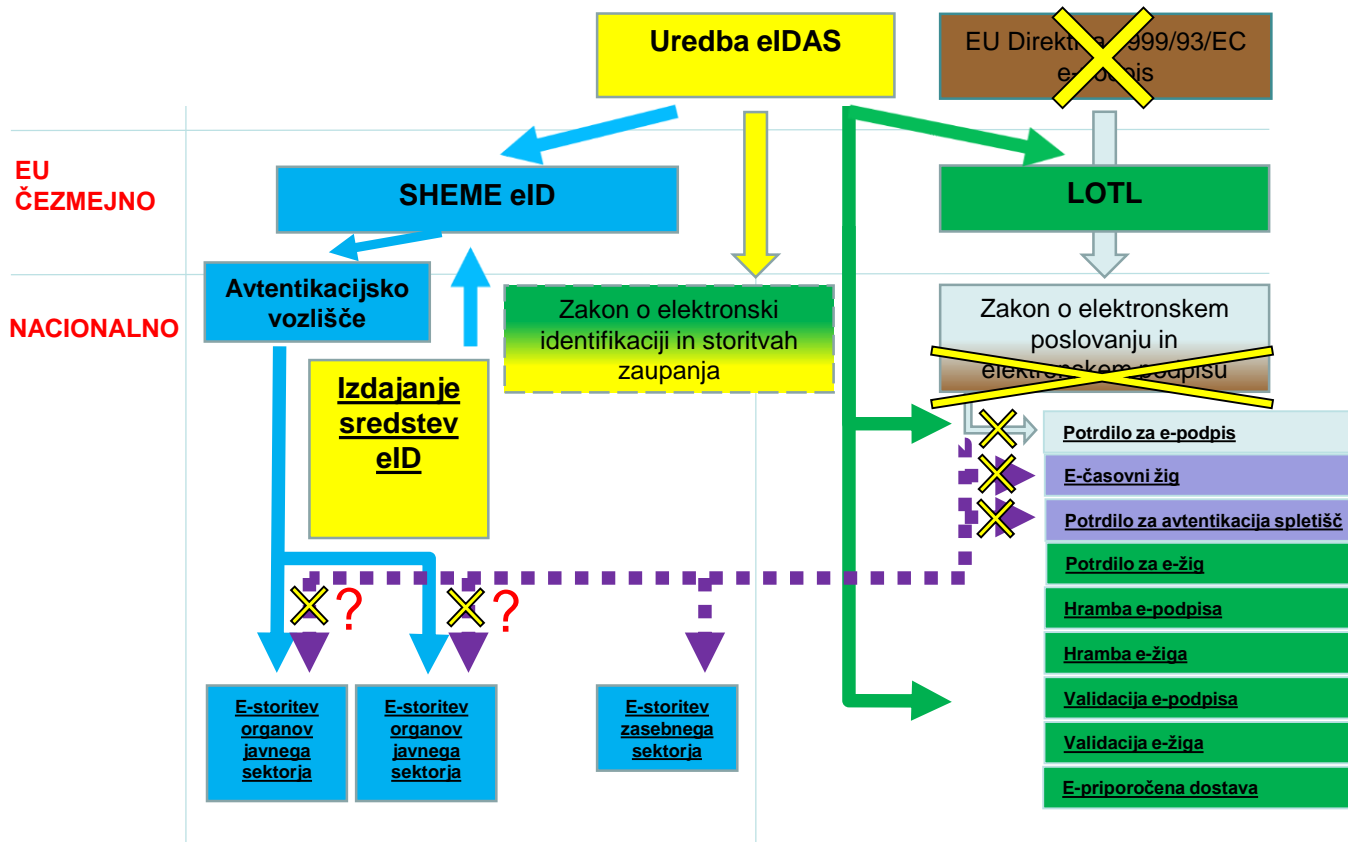 Uredba eIDAS
EU Direktiva 1999/93/EC
e-podpis
EU
ČEZMEJNO
SHEME eID
LOTL
NACIONALNO
Avtentikacijsko
vozlišče
Zakon o elektronski
identifikaciji in storitvah
zaupanja
Zakon o elektronskem
poslovanju in
elektronskem podpisu
Izdajanje
sredstev
eID
Potrdilo za e-podpis
E-časovni žig
Potrdilo za avtentikacija spletišč
Potrdilo za e-žig
Hramba e-podpisa
Hramba e-žiga
Validacija e-podpisa
Validacija e-žiga
E-priporočena dostava
?
?
E-storitev
organov
javnega
sektorja
E-storitev
organov
javnega
sektorja
E-storitev
zasebnega
sektorja